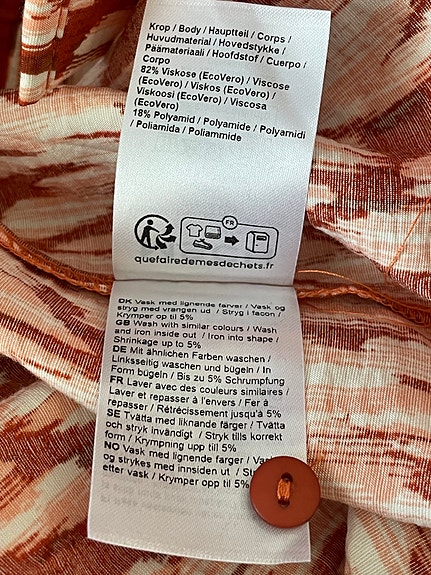 Krop / Body / Hauptteil / Corps /
Huvudmaterial / Hovedstykke /
Päämateriaali / Hoofdstof / Cuerpo /
Corpo
82% Viskose (EcoVero) / Viscose
(EcoVero) / Viskos (EcoVero) /
Viskoosi (EcoVero) / Viscosa
(EcoVero)
18% Polyamid / Polyamide / Polyamidi
/ Poliamida / Poliammide
FR
quefairedemesdechets.fr
DK Vask med lignende farver / Vask og
stryg med vrangen ud / Stryg i facon /
Krymper op til 5%
GB Wash with similar colours / Wash
and iron inside out / Iron into shape /
Shrinkage up to 5%
DE Mit ähnlichen Farben waschen /
Linksseitig waschen und bügeln / In
Form bügeln / Bis zu 5% Schrumpfung
FR Laver avec des couleurs similaires /
Laver et repasser à l'envers / Fer à
repasser / Rétrécissement jusqu'à 5%
SE Tvätta med liknande färger / Tvätta
och stryk invändigt / Stryk tills korrekt
form / Krympning upp till 5%
NO Vask med lignende farger /
og strykes med innsiden ut /
etter vask / Krymper opp til 5%